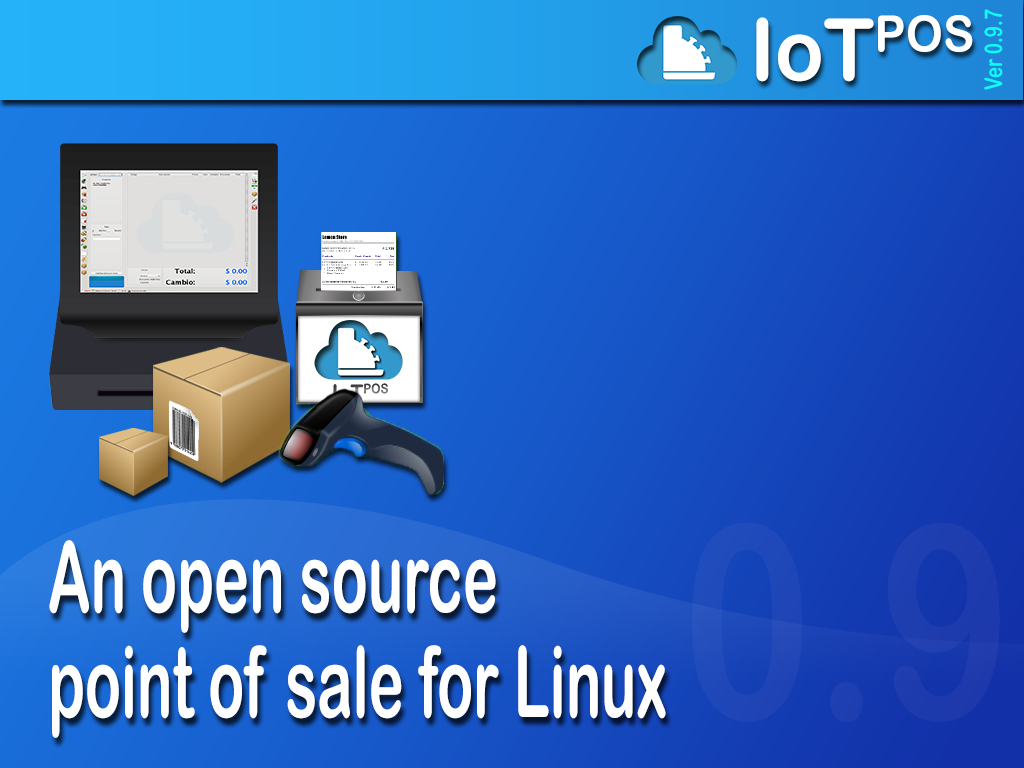 IoTPOS
Ver 0.9.7
Total: $ 0.00
Cambio: $ 0.00
Lemon Store
IoTPOS
An open source
point of sale for Linux
0.9